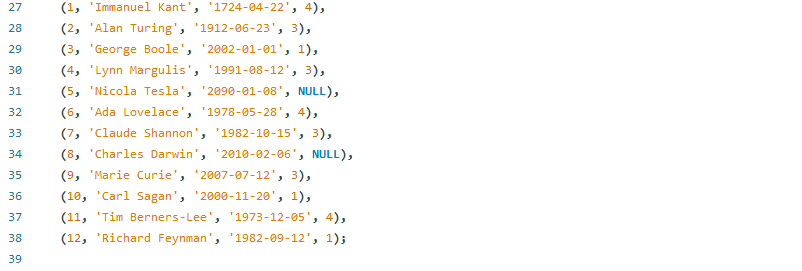 27 (1, 'Immanuel Kant', '1724-04-22', 4),
28 (2, 'Alan Turing', '1912-06-23', 3),
29 (3, 'George Boole', '2002-01-01', 1),
30 (4, 'Lynn Margulis', '1991-08-12', 3),
31 (5, 'Nicola Tesla', '2090-01-08', NULL),
32 (6, 'Ada Lovelace', '1978-05-28', 4),
33 (7, 'Claude Shannon', '1982-10-15', 3),
34 (8, 'Charles Darwin', '2010-02-06', NULL),
35 (9, 'Marie Curie', '2007-07-12', 3),
36 (10, 'Carl Sagan', '2000-11-20', 1),
37 (11, 'Tim Berners-Lee', '1973-12-05', 4),
38 (12, 'Richard Feynman', '1982-09-12', 1);
39